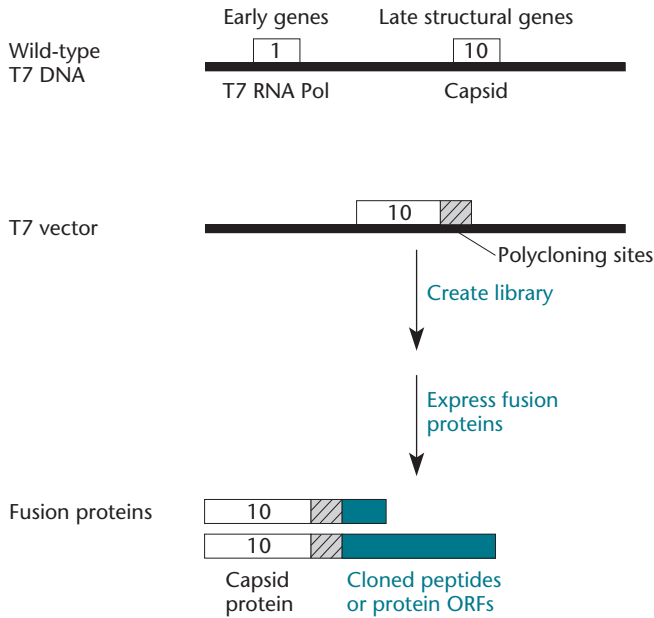 Early genes
Late structural genes
Wild-type
T7 DNA
1
10
T7 RNA Pol
Capsid
T7 vector
10
Polycloning sites
Create library
Express fusion
proteins
Fusion proteins
10
10
Capsid
protein
Cloned peptides
or protein ORFs